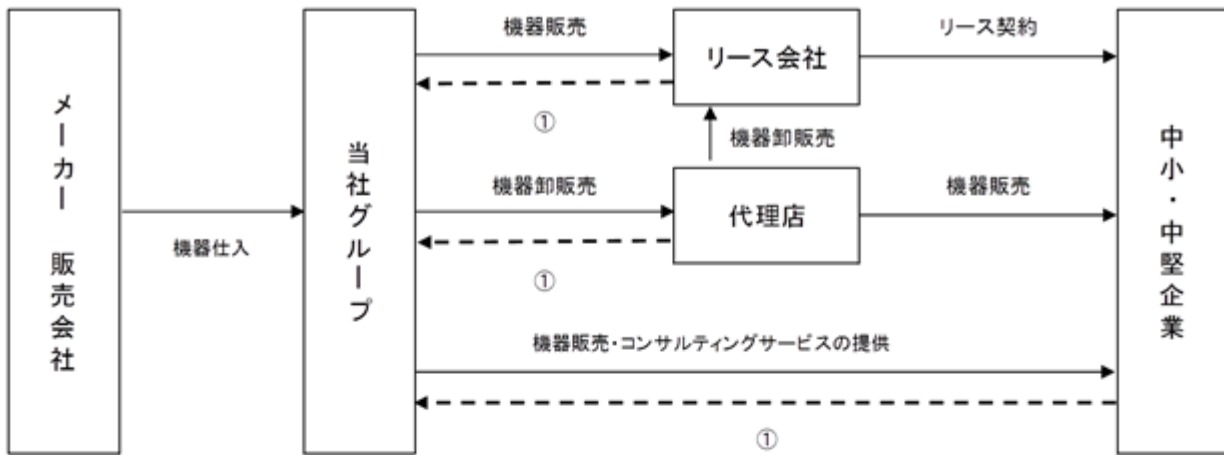 メーカー 販売会社
機器仕入
当社グループ
機器販売
①
リース会社
リース契約
機器卸販売
機器卸販売
①
代理店
機器販売
機器販売・コンサルティングサービスの提供
①
中小・中堅企業